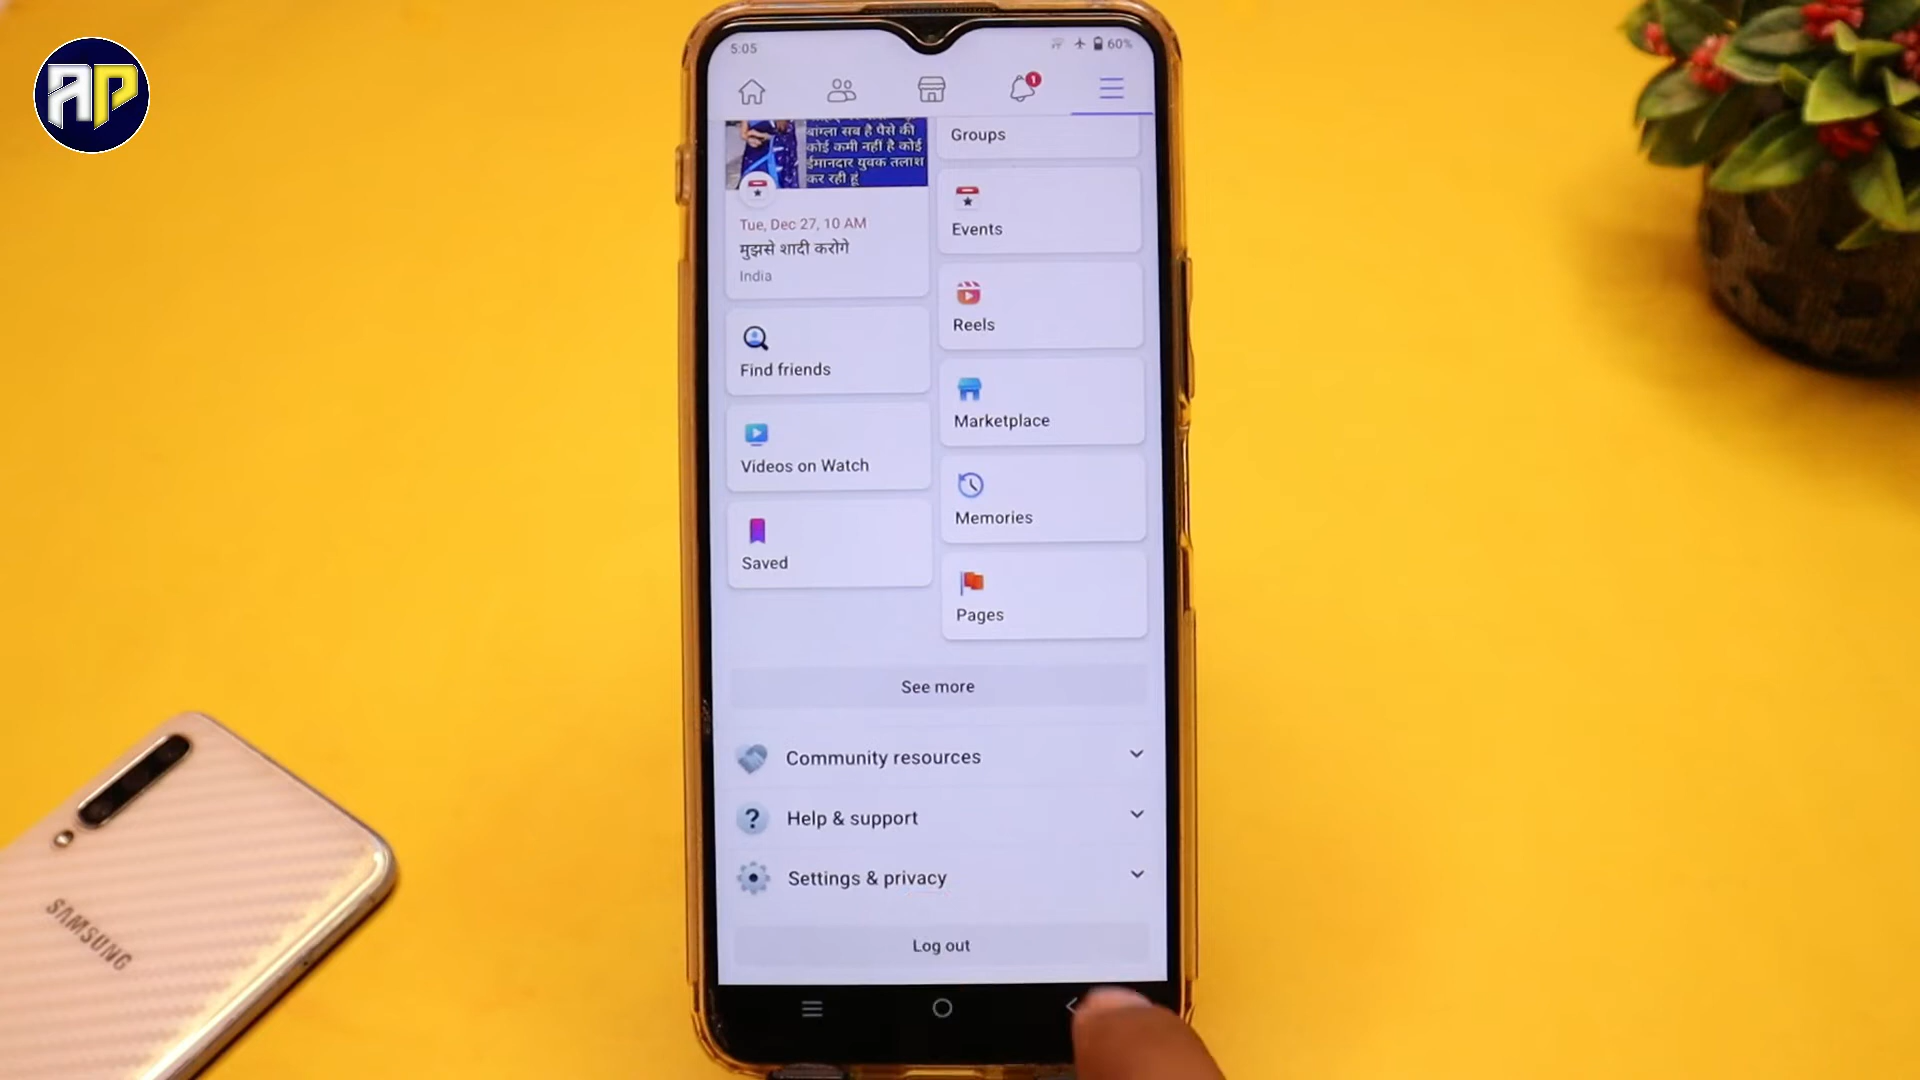 AP
5:05
60%
1
बांग्ला सब है पैसे की
कोई कमी नहीं है कोई
ईमानदार युवक तलाश
कर रही हूं
Tue, Dec 27, 10 AM
मुझसे शादी करोगे
India
Find friends
Videos on Watch
Saved
Groups
Events
Reels
Marketplace
Memories
Pages
See more
Community resources
? Help & support
Settings & privacy
Log out
SAMSUNG